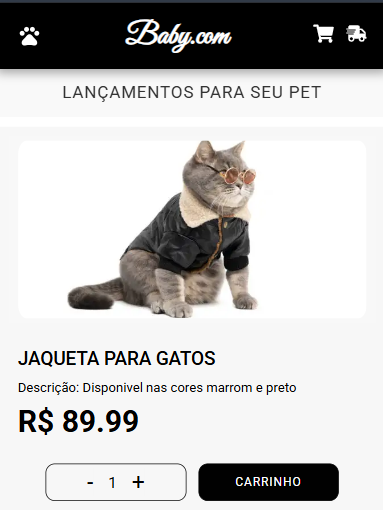 Baby.com
LANÇAMENTOS PARA SEU PET
JAQUETA PARA GATOS
Descrição: Disponivel nas cores marrom e preto
R$ 89.99
- 1 +
CARRINHO